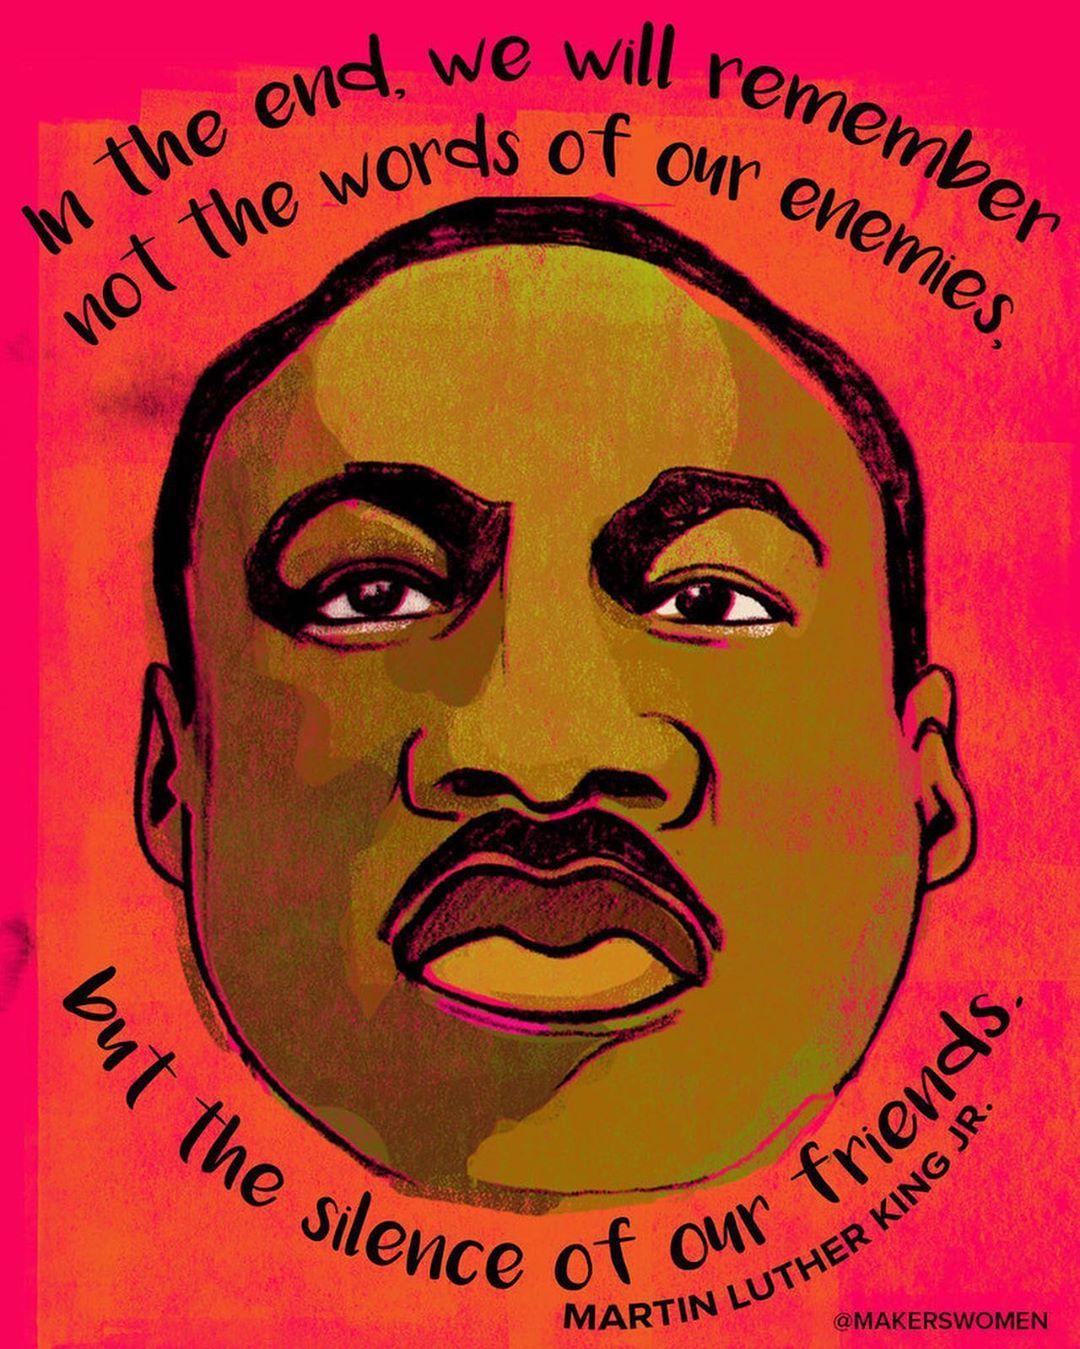 In the end, we will remember
not the words of our enemies,
but the silence of our friends.
MARTIN LUTHER KING JR.
@MAKERSWOMEN